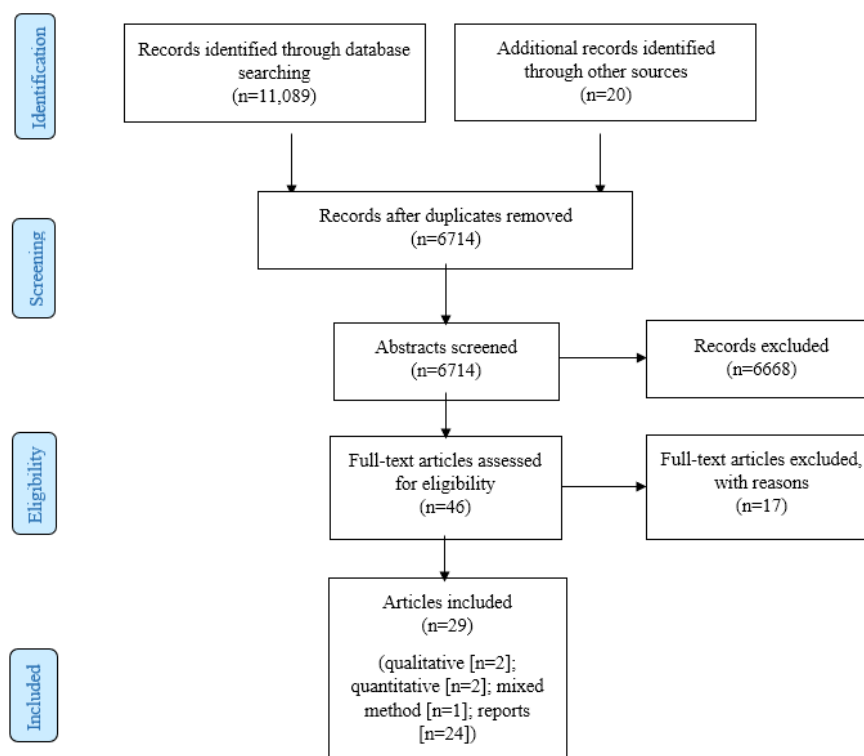 Identification
Records identified through database
searching
(n=11,089)
Additional records identified
through other sources
(n=20)
Screening
Records after duplicates removed
(n=6714)
Abstracts screened
(n=6714)
Records excluded
(n=6668)
Eligibility
Full-text articles assessed
for eligibility
(n=46)
Full-text articles excluded,
with reasons
(n=17)
Included
Articles included
(n=29)
(qualitative [n=2];
quantitative [n=2]; mixed
method [n=1]; reports
[n=24])